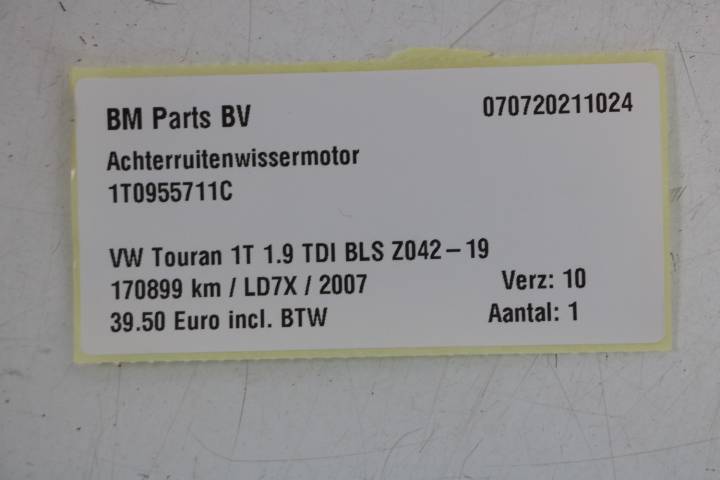 BM Parts BV 070720211024
Achterruitenwissermotor
1T0955711C
VW Touran 1T 1.9 TDI BLS Z042-19
170899 km / LD7X / 2007 Verz: 10
39.50 Euro incl. BTW Aantal: 1